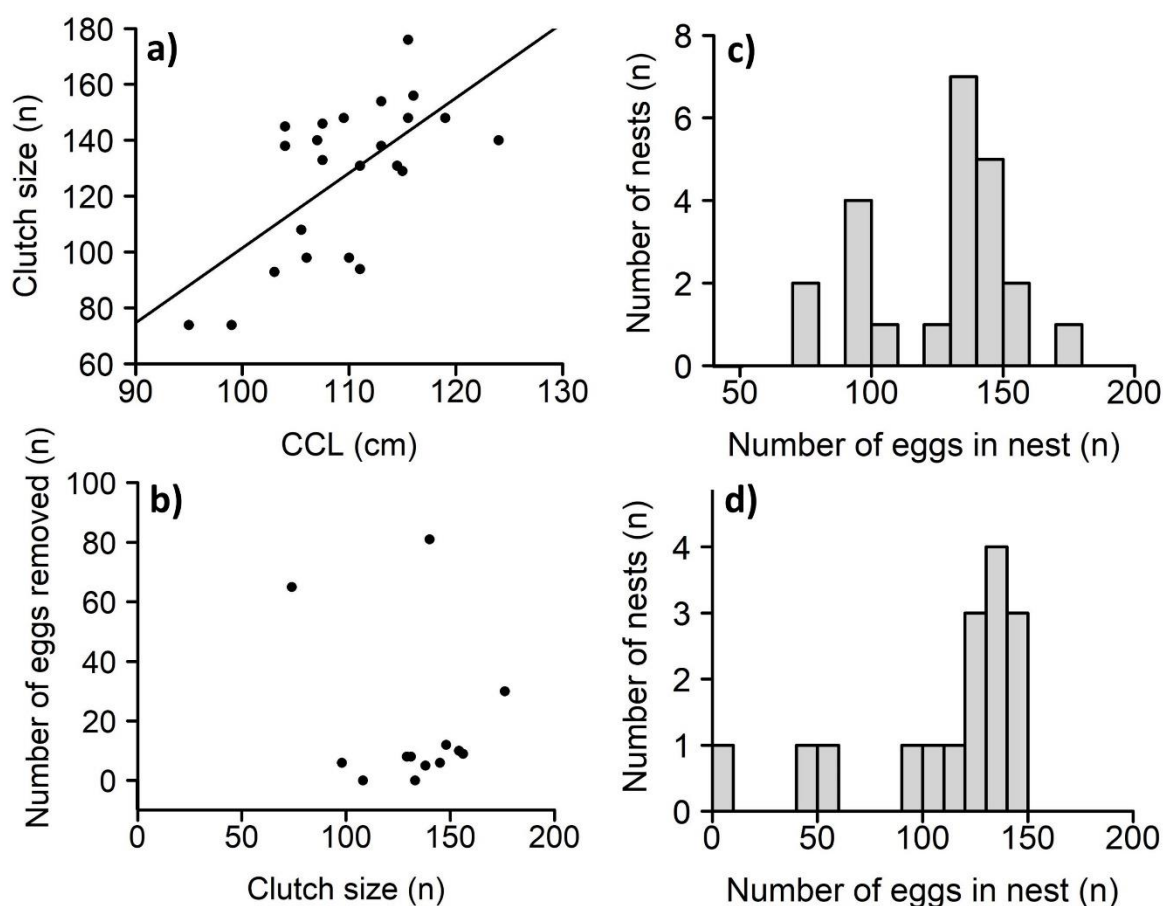 a)
Clutch size (n)
180
160
140
120
100
80
60
90 100 110 120 130
CCL (cm)
c)
Number of nests (n)
8
6
4
2
0
50 100 150 200
Number of eggs in nest (n)
b)
Number of eggs removed (n)
100
80
60
40
20
0
0 50 100 150 200
Clutch size (n)
d)
Number of nests (n)
4
3
2
1
0
0 50 100 150 200
Number of eggs in nest (n)